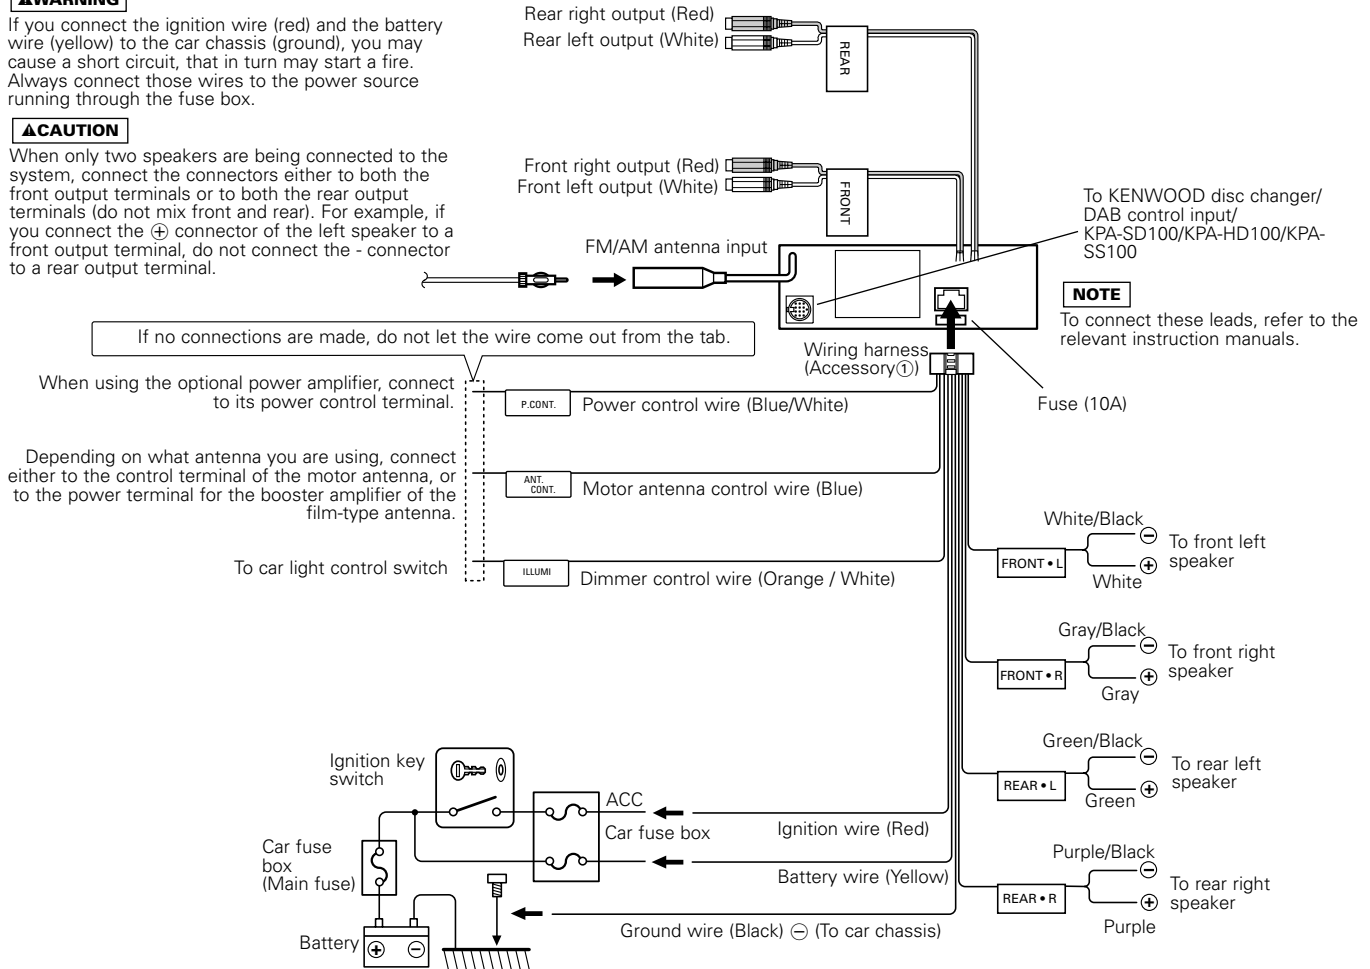 ⚠WARNING
If you connect the ignition wire (red) and the battery
wire (yellow) to the car chassis (ground), you may
cause a short circuit, that in turn may start a fire.
Always connect those wires to the power source
running through the fuse box.
⚠CAUTION
When only two speakers are being connected to the
system, connect the connectors either to both the
front output terminals or to both the rear output
terminals (do not mix front and rear). For example, if
you connect the ⊕ connector of the left speaker to a
front output terminal, do not connect the - connector
to a rear output terminal.
Rear right output (Red)
Rear left output (White)
REAR
Front right output (Red)
Front left output (White)
FRONT
FM/AM antenna input
To KENWOOD disc changer/
DAB control input/
KPA-SD100/KPA-HD100/KPA-
SS100
NOTE
To connect these leads, refer to the
relevant instruction manuals.
If no connections are made, do not let the wire come out from the tab.
Wiring harness
(Accessory①)
Fuse (10A)
When using the optional power amplifier, connect
to its power control terminal.
P.CONT.
Power control wire (Blue/White)
Depending on what antenna you are using, connect
either to the control terminal of the motor antenna, or
to the power terminal for the booster amplifier of the
film-type antenna.
ANT.
CONT.
Motor antenna control wire (Blue)
To car light control switch
ILLUMI
Dimmer control wire (Orange / White)
White/Black
⊖
FRONT • L
⊕
White
To front left
speaker
Gray/Black
⊖
FRONT • R
⊕
Gray
To front right
speaker
Green/Black
⊖
REAR • L
⊕
Green
To rear left
speaker
Purple/Black
⊖
REAR • R
⊕
Purple
To rear right
speaker
Ignition key
switch
ACC
Car fuse box
Ignition wire (Red)
Car fuse
box
(Main fuse)
Battery wire (Yellow)
Battery
⊕ ⊖
Ground wire (Black) ⊖ (To car chassis)